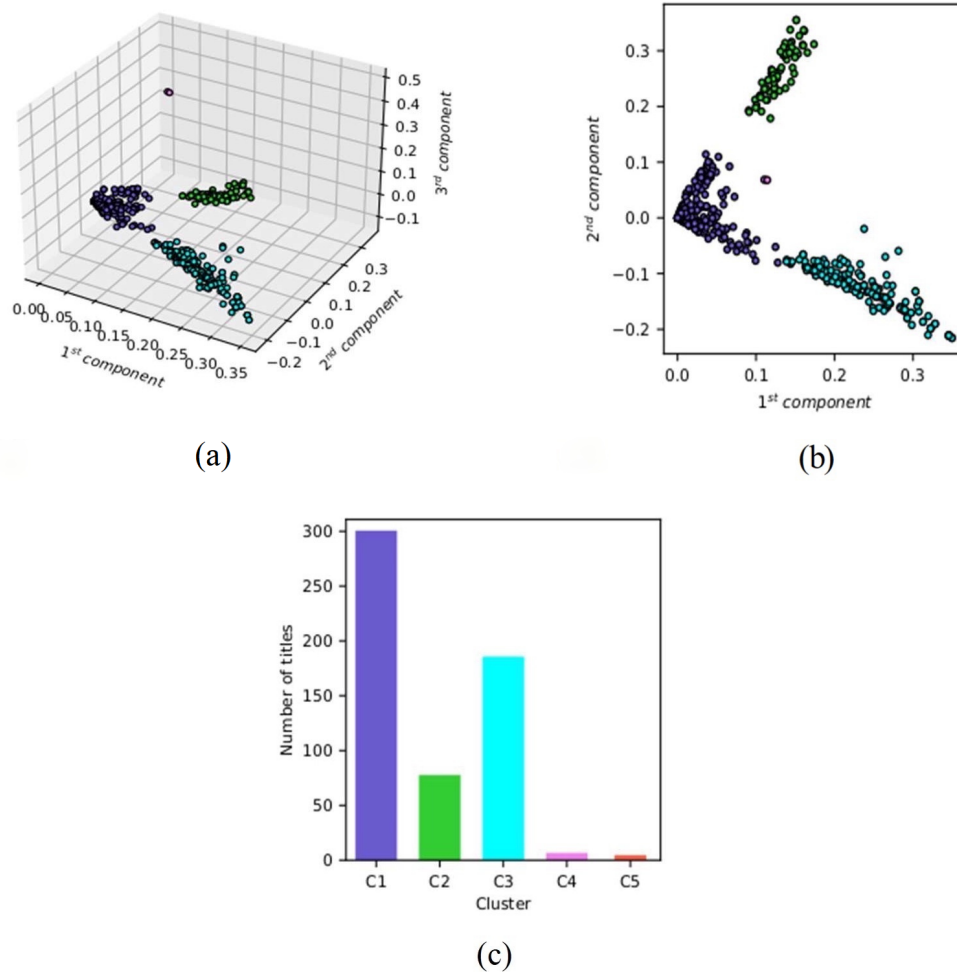 0.5
0.4
0.3
0.2
0.1
0.0
−0.1
3rd component
0.00
0.05
0.10
0.15
0.20
0.25
0.30
0.35
1st component
−0.2
−0.1
0.0
0.1
0.2
0.3
2nd component
(a)
0.3
0.2
0.1
0.0
−0.1
−0.2
2nd component
0.0 0.1 0.2 0.3
1st component
(b)
300
250
200
150
100
50
0
Number of titles
C1 C2 C3 C4 C5
Cluster
(c)